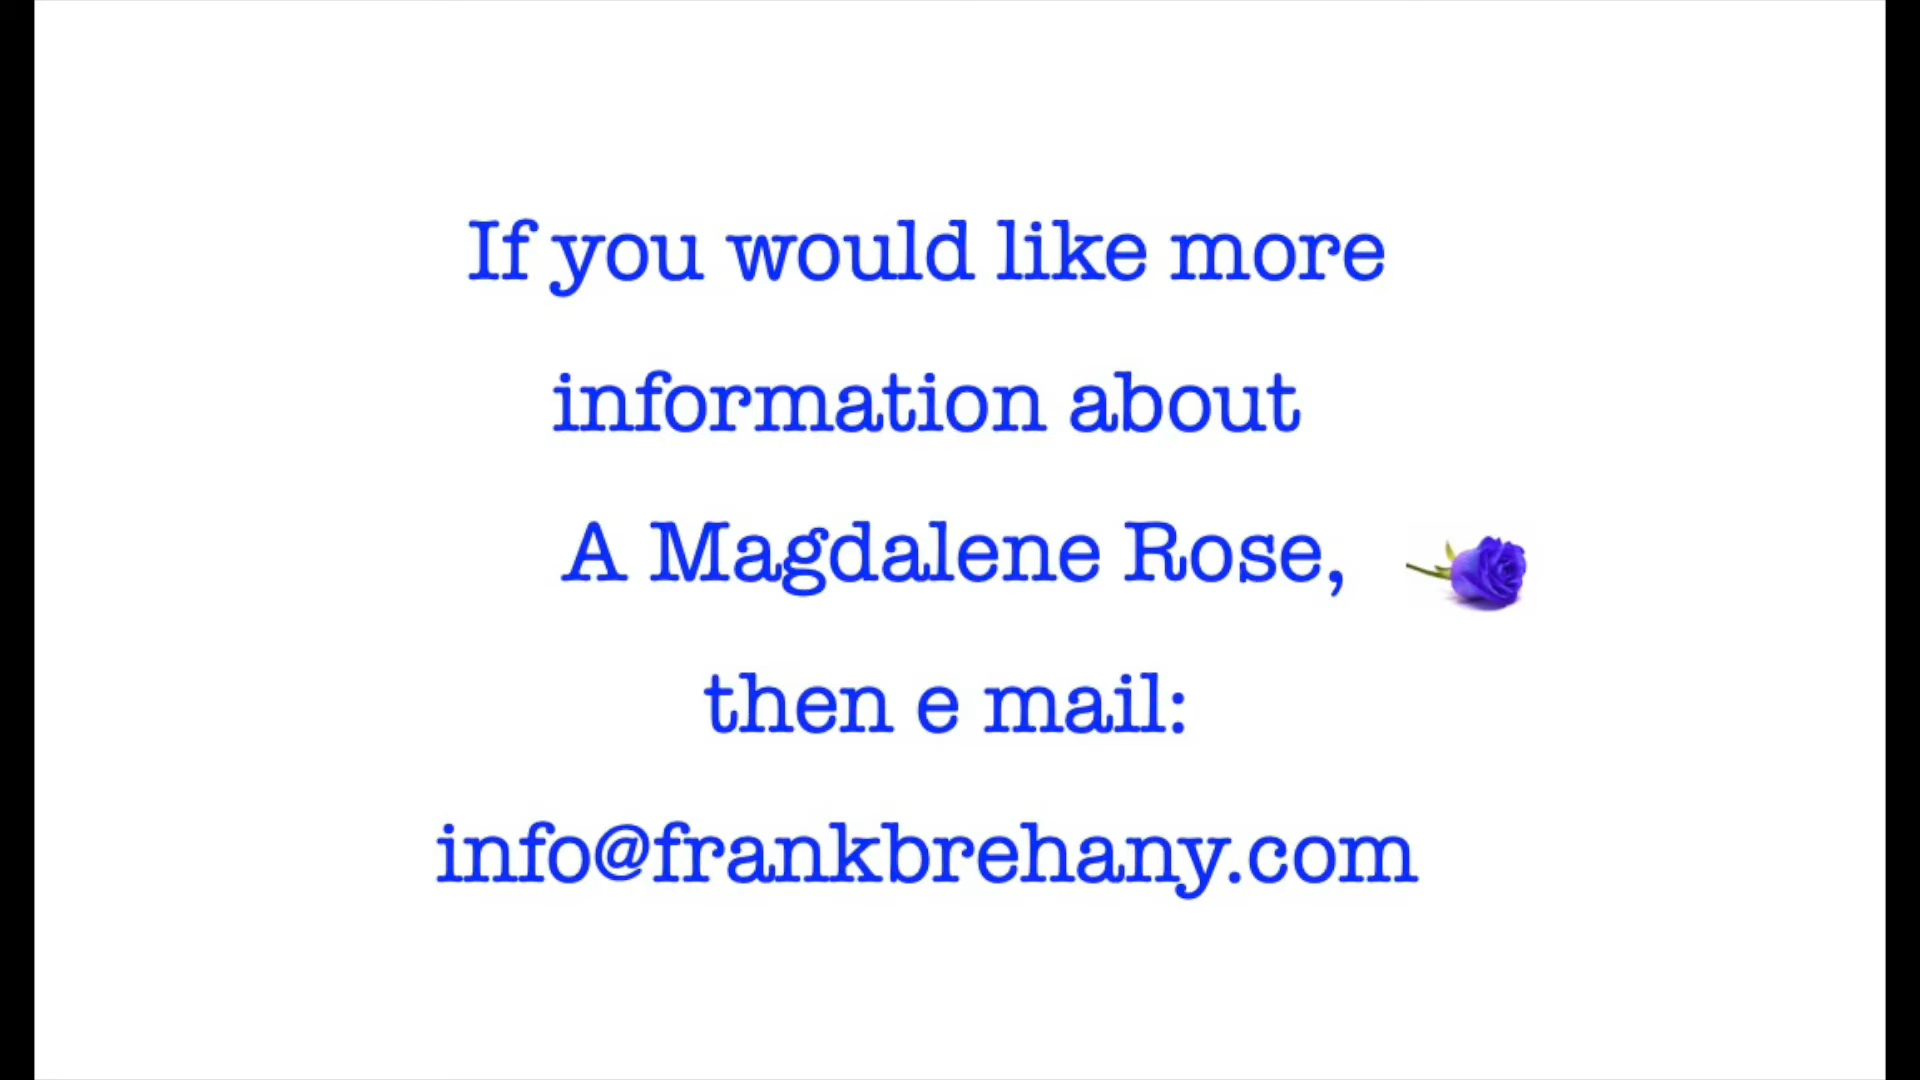 If you would like more
information about
A Magdalene Rose,
then e mail:
info@frankbrehany.com